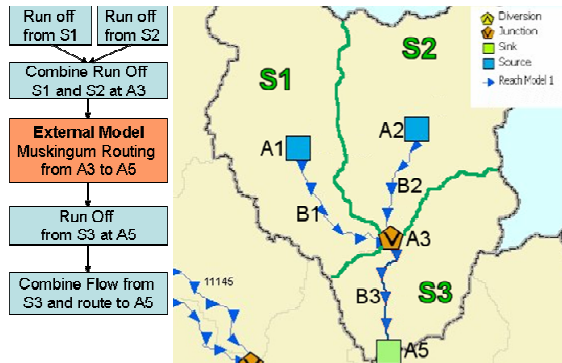 Run off
from S1
Run off
from S2
Combine Run Off
S1 and S2 at A3
External Model
Muskingum Routing
from A3 to A5
Run Off
from S3 at A5
Combine Flow from
S3 and route to A5
Diversion
Junction
Sink
Source
Reach Model 1
S1
S2
A1
A2
B1
B2
A3
B3
S3
A5
11145